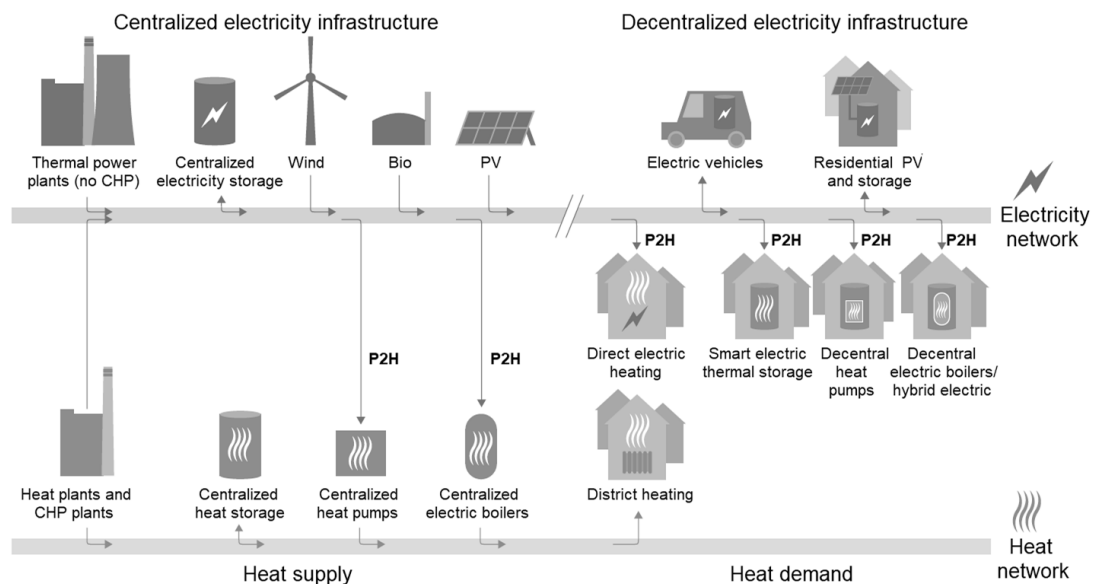 Centralized electricity infrastructure
Decentralized electricity infrastructure
Thermal power
plants (no CHP)
Centralized
electricity storage
Wind
Bio
PV
Electric vehicles
Residential PV
and storage
Electricity
network
P2H
P2H
P2H
P2H
Direct electric
heating
Smart electric
thermal storage
Decentral
heat
pumps
Decentral
electric boilers/
hybrid electric
P2H
P2H
Heat plants and
CHP plants
Centralized
heat storage
Centralized
heat pumps
Centralized
electric boilers
District heating
Heat
network
Heat supply
Heat demand